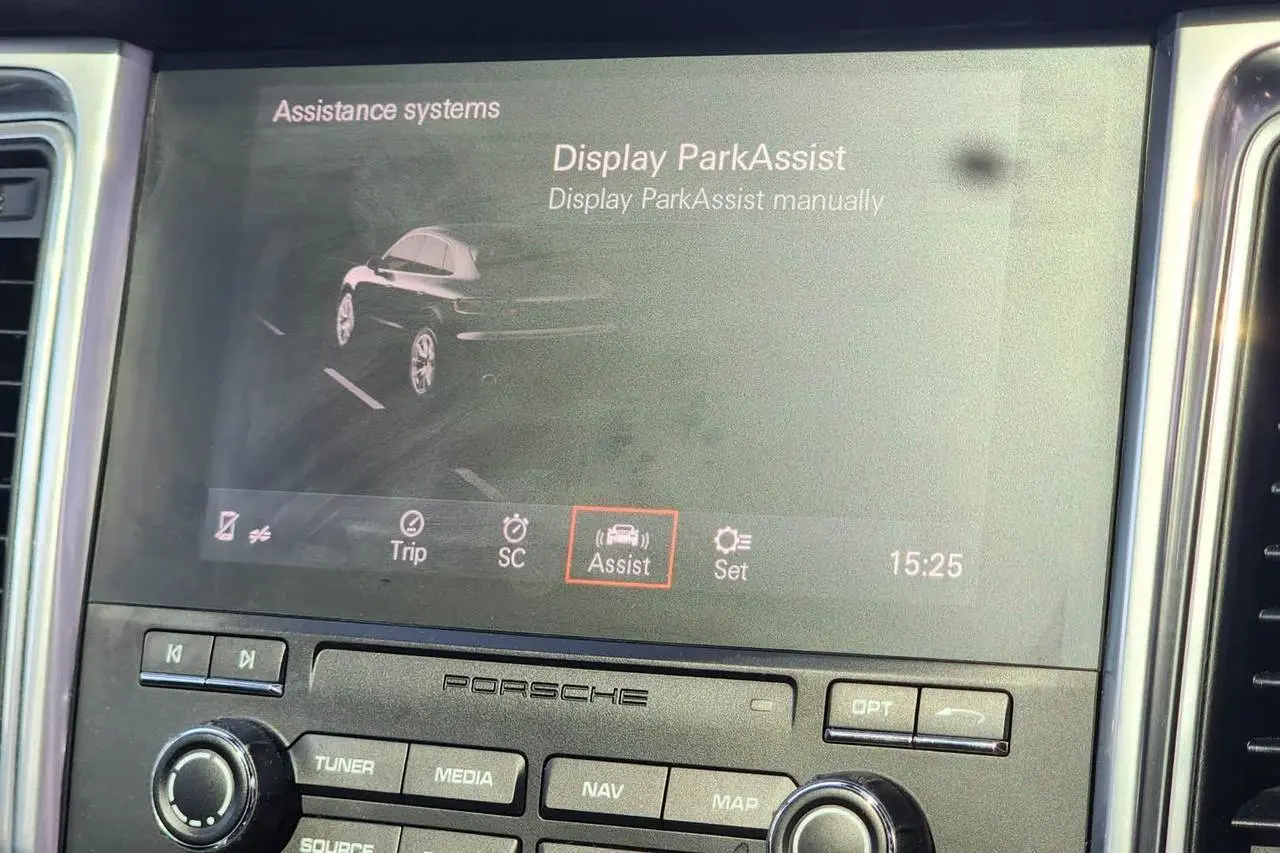 Assistance systems
Display ParkAssist
Display ParkAssist manually
Trip
SC
Assist
Set
15:25
PORSCHE
OPT
TUNER
MEDIA
NAV
MAP
SOURCE